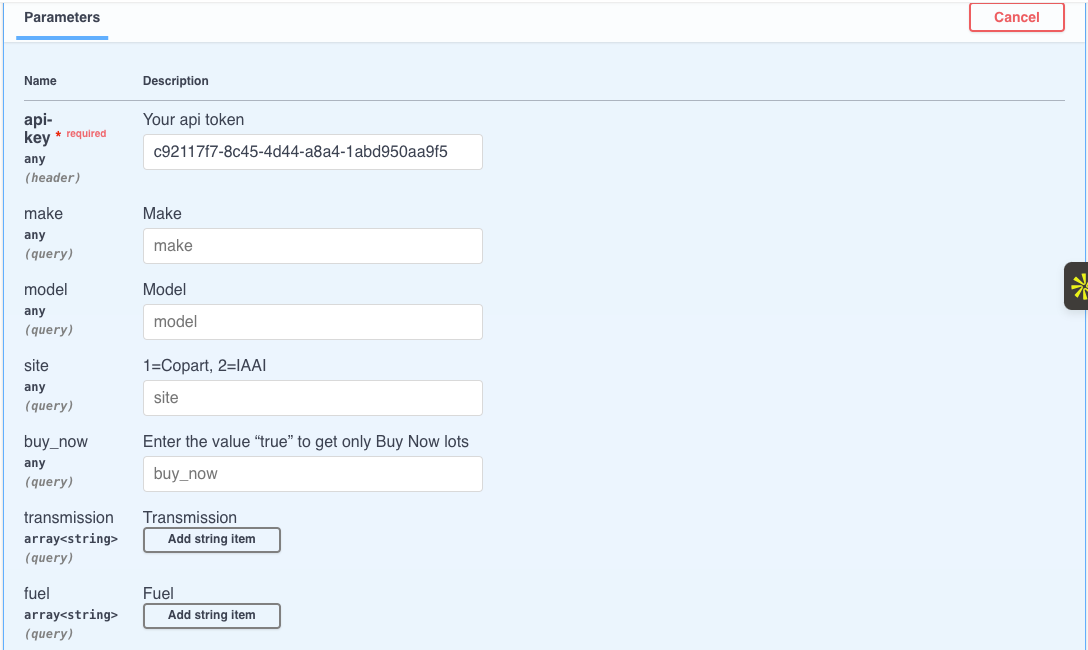 Parameters
Cancel
Name Description
api-key * required
any
(header)
Your api token
c92117f7-8c45-4d44-a8a4-1abd950aa9f5
make
any
(query)
Make
make
model
any
(query)
Model
model
site
any
(query)
1=Copart, 2=IAAI
site
buy_now
any
(query)
Enter the value “true” to get only Buy Now lots
buy_now
transmission
array<string>
(query)
Transmission
Add string item
fuel
array<string>
(query)
Fuel
Add string item